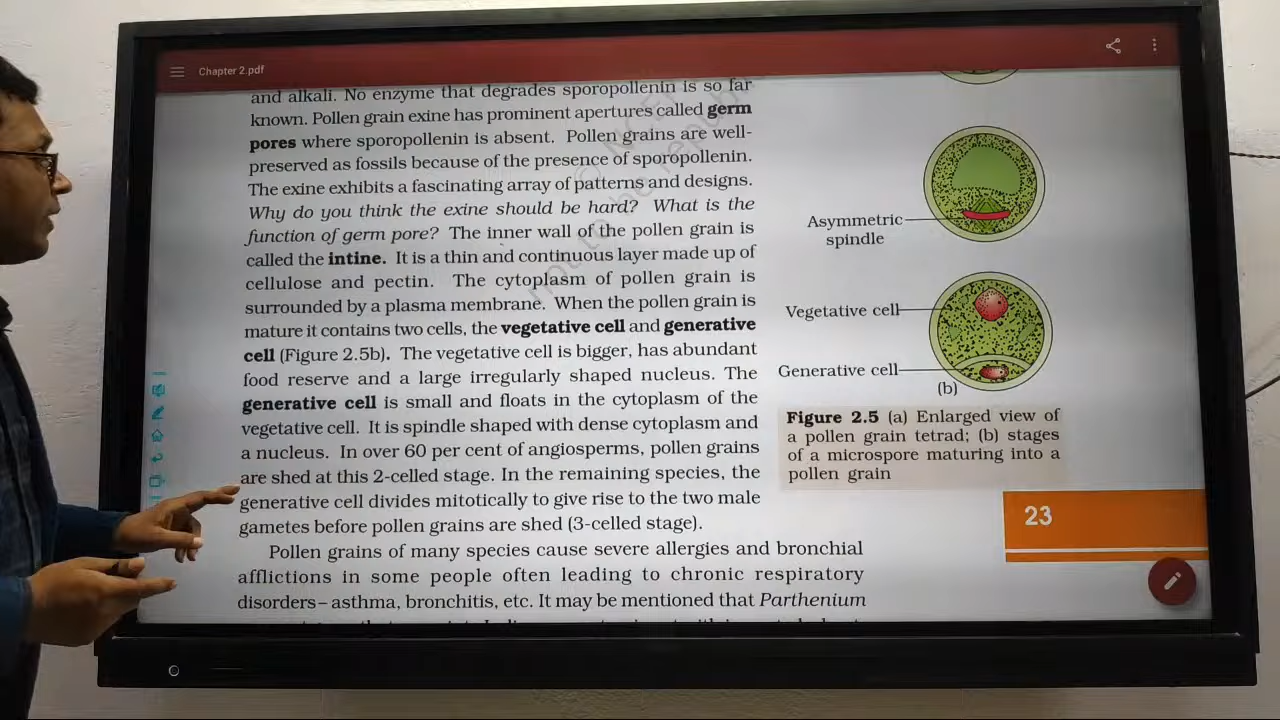 Chapter 2.pdf
and alkali. No enzyme that degrades sporopollenin is so far
known. Pollen grain exine has prominent apertures called germ
pores where sporopollenin is absent. Pollen grains are well-
preserved as fossils because of the presence of sporopollenin.
The exine exhibits a fascinating array of patterns and designs.
Why do you think the exine should be hard? What is the
function of germ pore? The inner wall of the pollen grain is
called the intine. It is a thin and continuous layer made up of
cellulose and pectin. The cytoplasm of pollen grain is
surrounded by a plasma membrane. When the pollen grain is
mature it contains two cells, the vegetative cell and generative
cell (Figure 2.5b). The vegetative cell is bigger, has abundant
food reserve and a large irregularly shaped nucleus. The
generative cell is small and floats in the cytoplasm of the
vegetative cell. It is spindle shaped with dense cytoplasm and
a nucleus. In over 60 per cent of angiosperms, pollen grains
are shed at this 2-celled stage. In the remaining species, the
generative cell divides mitotically to give rise to the two male
gametes before pollen grains are shed (3-celled stage).
Pollen grains of many species cause severe allergies and bronchial
afflictions in some people often leading to chronic respiratory
disorders– asthma, bronchitis, etc. It may be mentioned that Parthenium
Asymmetric
spindle
Vegetative cell
Generative cell
(b)
Figure 2.5 (a) Enlarged view of
a pollen grain tetrad; (b) stages
of a microspore maturing into a
pollen grain
23
not to be repub